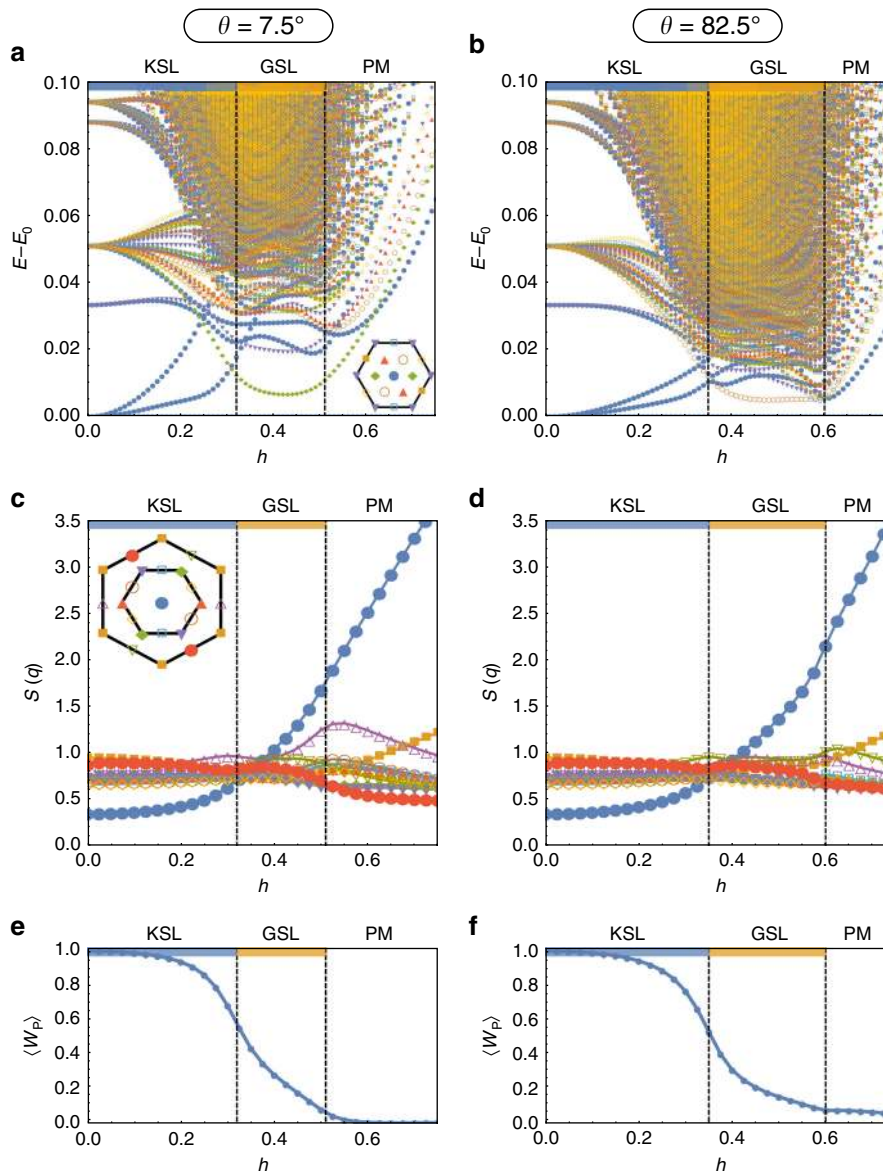 θ = 7.5°
θ = 82.5°
a
KSL GSL PM
0.10
0.08
0.06
0.04
0.02
0.00
E–E0
0.0 0.2 0.4 0.6
h
b
KSL GSL PM
0.10
0.08
0.06
0.04
0.02
0.00
E–E0
0.0 0.2 0.4 0.6
h
c
KSL GSL PM
3.5
3.0
2.5
2.0
1.5
1.0
0.5
0.0
S (q)
0.0 0.2 0.4 0.6
h
d
KSL GSL PM
3.5
3.0
2.5
2.0
1.5
1.0
0.5
0.0
S (q)
0.0 0.2 0.4 0.6
h
e
KSL GSL PM
1.0
0.8
0.6
0.4
0.2
0.0
⟨WP⟩
0.0 0.2 0.4 0.6
h
f
KSL GSL PM
1.0
0.8
0.6
0.4
0.2
0.0
⟨WP⟩
0.0 0.2 0.4 0.6
h